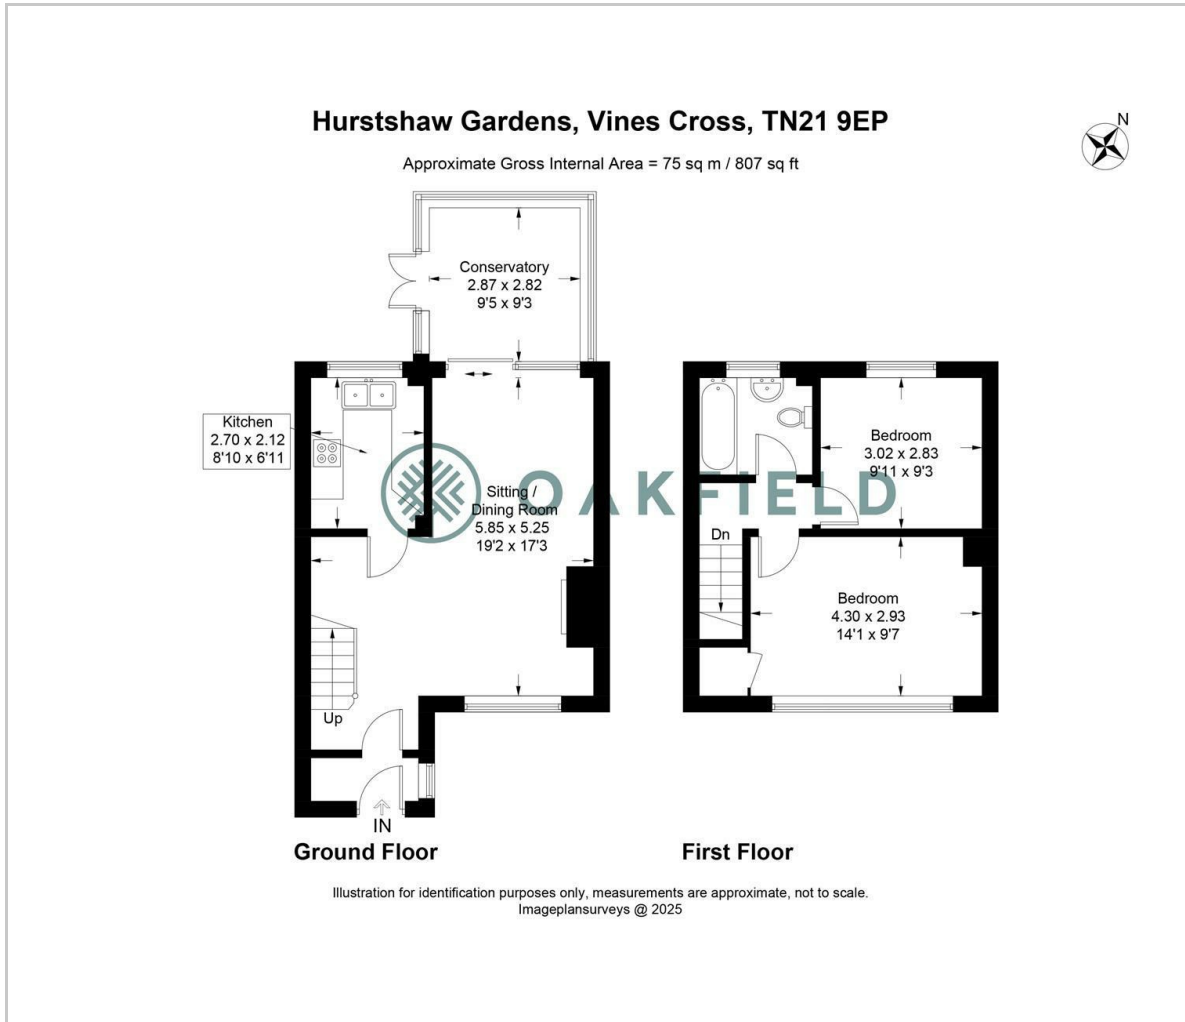 Hurstshaw Gardens, Vines Cross, TN21 9EP
N
Approximate Gross Internal Area = 75 sq m / 807 sq ft
Conservatory
2.87 x 2.82
9'5 x 9'3
Kitchen
2.70 x 2.12
8'10 x 6'11
OAKFIELD
Sitting /
Dining Room
5.85 x 5.25
19'2 x 17'3
Up
IN
Ground Floor
Bedroom
3.02 x 2.83
9'11 x 9'3
Dn
Bedroom
4.30 x 2.93
14'1 x 9'7
First Floor
Illustration for identification purposes only, measurements are approximate, not to scale.
Imageplansurveys @ 2025